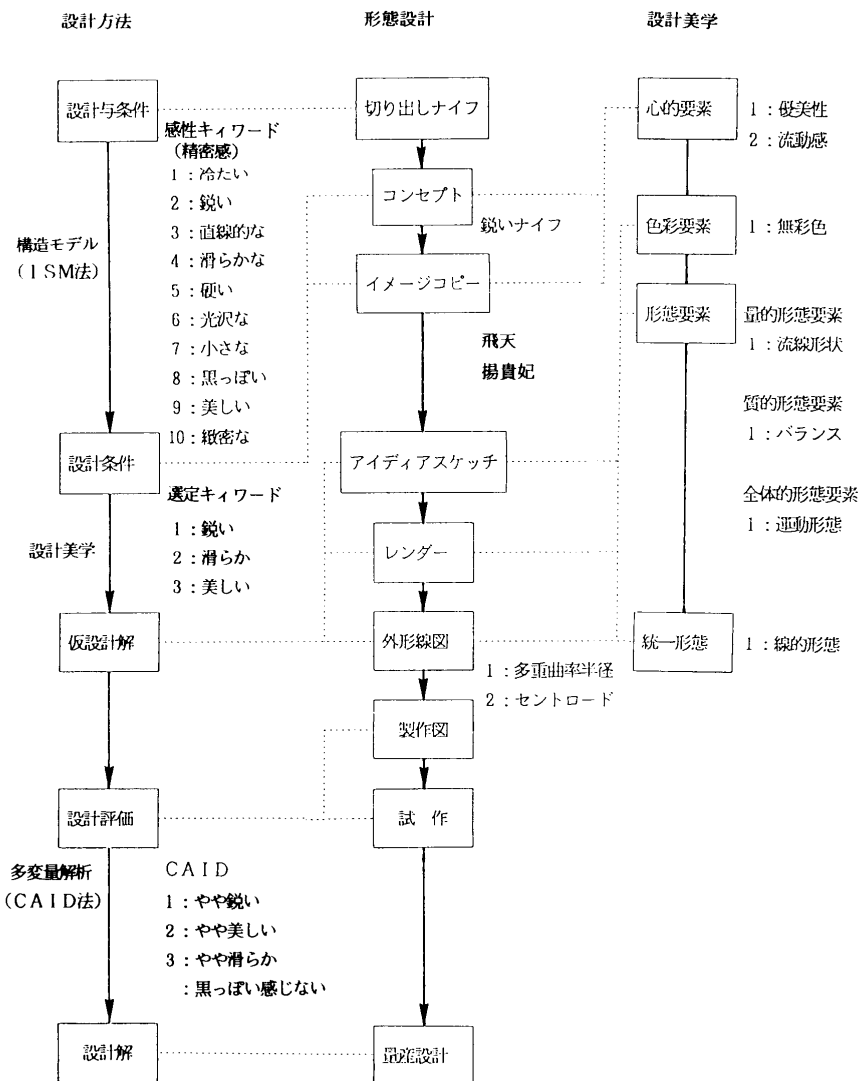 設計方法
形態設計
設計美学
設計与条件
切り出しナイフ
心的要素
1：優美性
2：流動感
感性キィワード
（精密感）
1：冷たい
2：鋭い
3：直線的な
4：滑らかな
5：硬い
6：光沢な
7：小さな
8：黒っぽい
9：美しい
10：緻密な
コンセプト
鋭いナイフ
色彩要素
1：無彩色
構造モデル
（ISM法）
イメージコピー
形態要素
量的形態要素
1：流線形状
飛天
揚貴妃
質的形態要素
1：バランス
設計条件
アイディアスケッチ
選定キィワード
1：鋭い
2：滑らか
3：美しい
全体的形態要素
1：運動形態
設計美学
レンダー
仮設計解
外形線図
1：多重曲率半径
2：セントロード
統一形態
1：線的形態
製作図
設計評価
試　作
多変量解析
（CAID法）
CAID
1：やや鋭い
2：やや美しい
3：やや滑らか
：黒っぽい感じない
設計解
量産設計